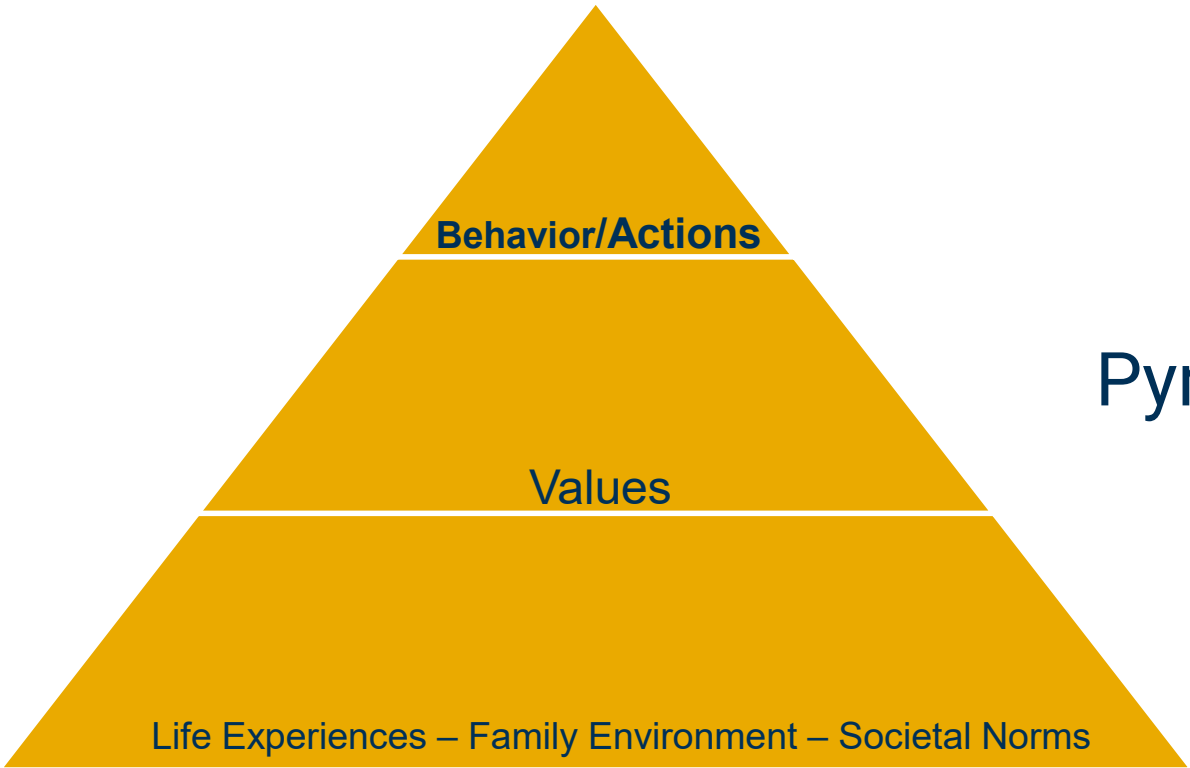 Behavior/Actions
Values
Life Experiences – Family Environment – Societal Norms